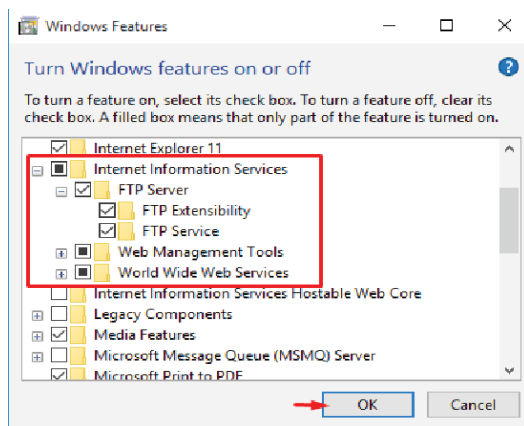 Windows Features
Turn Windows features on or off
To turn a feature on, select its check box. To turn a feature off, clear its
check box. A filled box means that only part of the feature is turned on.
Internet Explorer 11
Internet Information Services
FTP Server
FTP Extensibility
FTP Service
Web Management Tools
World Wide Web Services
Internet Information Services Hostable Web Core
Legacy Components
Media Features
Microsoft Message Queue (MSMQ) Server
Microsoft Print to PDF
OK Cancel